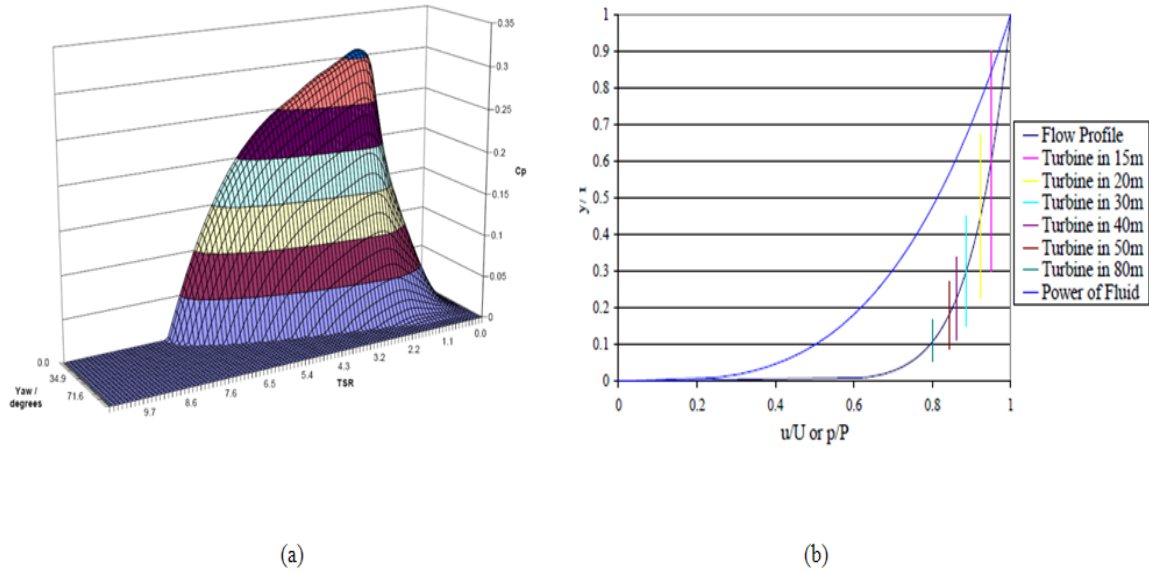 0.35
0.3
0.25
0.2
0.15
0.1
0.05
0
Cp
0.0
34.9
71.6
Yaw /
degrees
9.7
8.6
7.6
6.5
5.4
4.3
3.2
2.2
1.1
0.0
TSR
(a)
1
0.9
0.8
0.7
0.6
0.5
0.4
0.3
0.2
0.1
0
0 0.2 0.4 0.6 0.8 1
u/U or p/P
Flow Profile
Turbine in 15m
Turbine in 20m
Turbine in 30m
Turbine in 40m
Turbine in 50m
Turbine in 80m
Power of Fluid
(b)